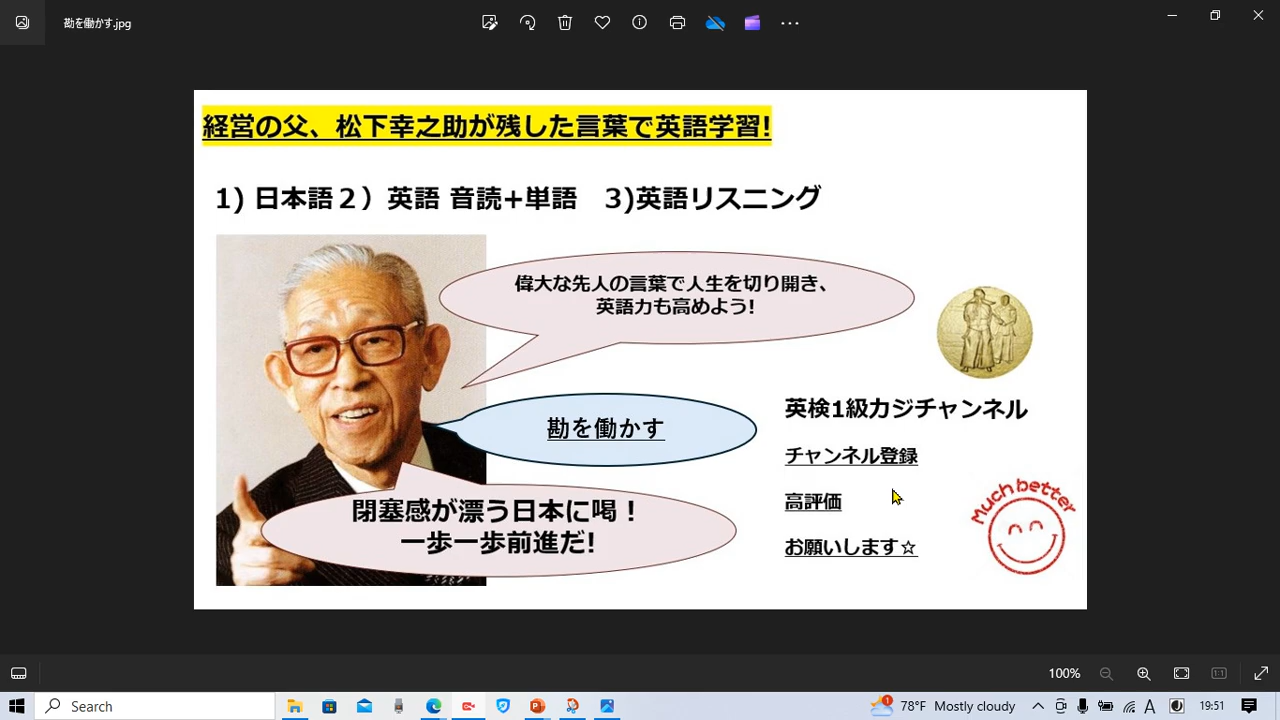 勘を働かす.jpg
経営の父、松下幸之助が残した言葉で英語学習!
1) 日本語２）英語 音読+単語　3)英語リスニング
偉大な先人の言葉で人生を切り開き、
英語力も高めよう!
英検1級カジチャンネル
勘を働かす
チャンネル登録
高評価
Much better
閉塞感が漂う日本に喝！
一歩一歩前進だ!
お願いします☆
100%
1:1
Search
1
78°F Mostly cloudy
A
19:51